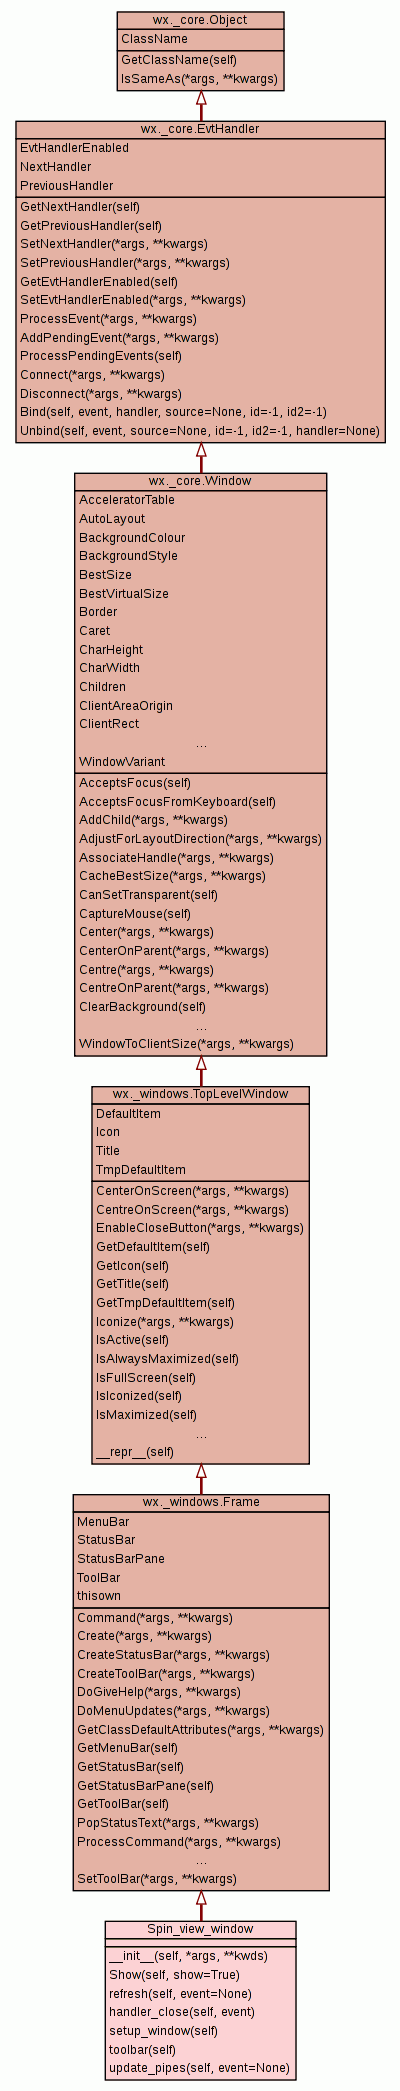 wx._core.Object
ClassName
GetClassName(self)
IsSameAs(*args, **kwargs)
wx._core.EvtHandler
EvtHandlerEnabled
NextHandler
PreviousHandler
GetNextHandler(self)
GetPreviousHandler(self)
SetNextHandler(*args, **kwargs)
SetPreviousHandler(*args, **kwargs)
GetEvtHandlerEnabled(self)
SetEvtHandlerEnabled(*args, **kwargs)
ProcessEvent(*args, **kwargs)
AddPendingEvent(*args, **kwargs)
ProcessPendingEvents(self)
Connect(*args, **kwargs)
Disconnect(*args, **kwargs)
Bind(self, event, handler, source=None, id=-1, id2=-1)
Unbind(self, event, source=None, id=-1, id2=-1, handler=None)
wx._core.Window
AcceleratorTable
AutoLayout
BackgroundColour
BackgroundStyle
BestSize
BestVirtualSize
Border
Caret
CharHeight
CharWidth
Children
ClientAreaOrigin
ClientRect
...
WindowVariant
AcceptsFocus(self)
AcceptsFocusFromKeyboard(self)
AddChild(*args, **kwargs)
AdjustForLayoutDirection(*args, **kwargs)
AssociateHandle(*args, **kwargs)
CacheBestSize(*args, **kwargs)
CanSetTransparent(self)
CaptureMouse(self)
Center(*args, **kwargs)
CenterOnParent(*args, **kwargs)
Centre(*args, **kwargs)
CentreOnParent(*args, **kwargs)
ClearBackground(self)
...
WindowToClientSize(*args, **kwargs)
wx._windows.TopLevelWindow
DefaultItem
Icon
Title
TmpDefaultItem
CenterOnScreen(*args, **kwargs)
CentreOnScreen(*args, **kwargs)
EnableCloseButton(*args, **kwargs)
GetDefaultItem(self)
GetIcon(self)
GetTitle(self)
GetTmpDefaultItem(self)
Iconize(*args, **kwargs)
IsActive(self)
IsAlwaysMaximized(self)
IsFullScreen(self)
IsIconized(self)
IsMaximized(self)
...
__repr__(self)
wx._windows.Frame
MenuBar
StatusBar
StatusBarPane
ToolBar
thisown
Command(*args, **kwargs)
Create(*args, **kwargs)
CreateStatusBar(*args, **kwargs)
CreateToolBar(*args, **kwargs)
DoGiveHelp(*args, **kwargs)
DoMenuUpdates(*args, **kwargs)
GetClassDefaultAttributes(*args, **kwargs)
GetMenuBar(self)
GetStatusBar(self)
GetStatusBarPane(self)
GetToolBar(self)
PopStatusText(*args, **kwargs)
ProcessCommand(*args, **kwargs)
...
SetToolBar(*args, **kwargs)
Spin_view_window
__init__(self, *args, **kwds)
Show(self, show=True)
refresh(self, event=None)
handler_close(self, event)
setup_window(self)
toolbar(self)
update_pipes(self, event=None)